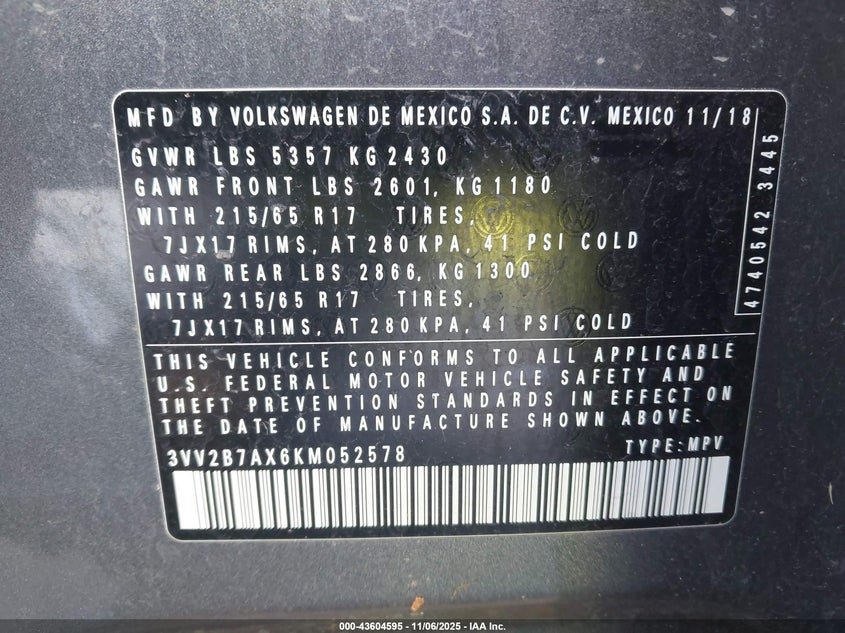 MFD BY VOLKSWAGEN DE MEXICO S.A. DE C.V. MEXICO 11/18
GVWR LBS 5357 KG 2430
GAWR FRONT LBS 2601, KG 1180
WITH 215/65 R17 TIRES,
7JX17 RIMS, AT 280 KPA, 41 PSI COLD
GAWR REAR LBS 2866, KG 1300
WITH 215/65 R17 TIRES,
7JX17 RIMS, AT 280 KPA, 41 PSI COLD
4740542 3445
THIS VEHICLE CONFORMS TO ALL APPLICABLE
U.S. FEDERAL MOTOR VEHICLE SAFETY AND
THEFT PREVENTION STANDARDS IN EFFECT ON
THE DATE OF MANUFACTURE SHOWN ABOVE.
3VV2B7AX6KM052578 TYPE: MPV
000-43604595 - 11/06/2025 - IAA Inc.